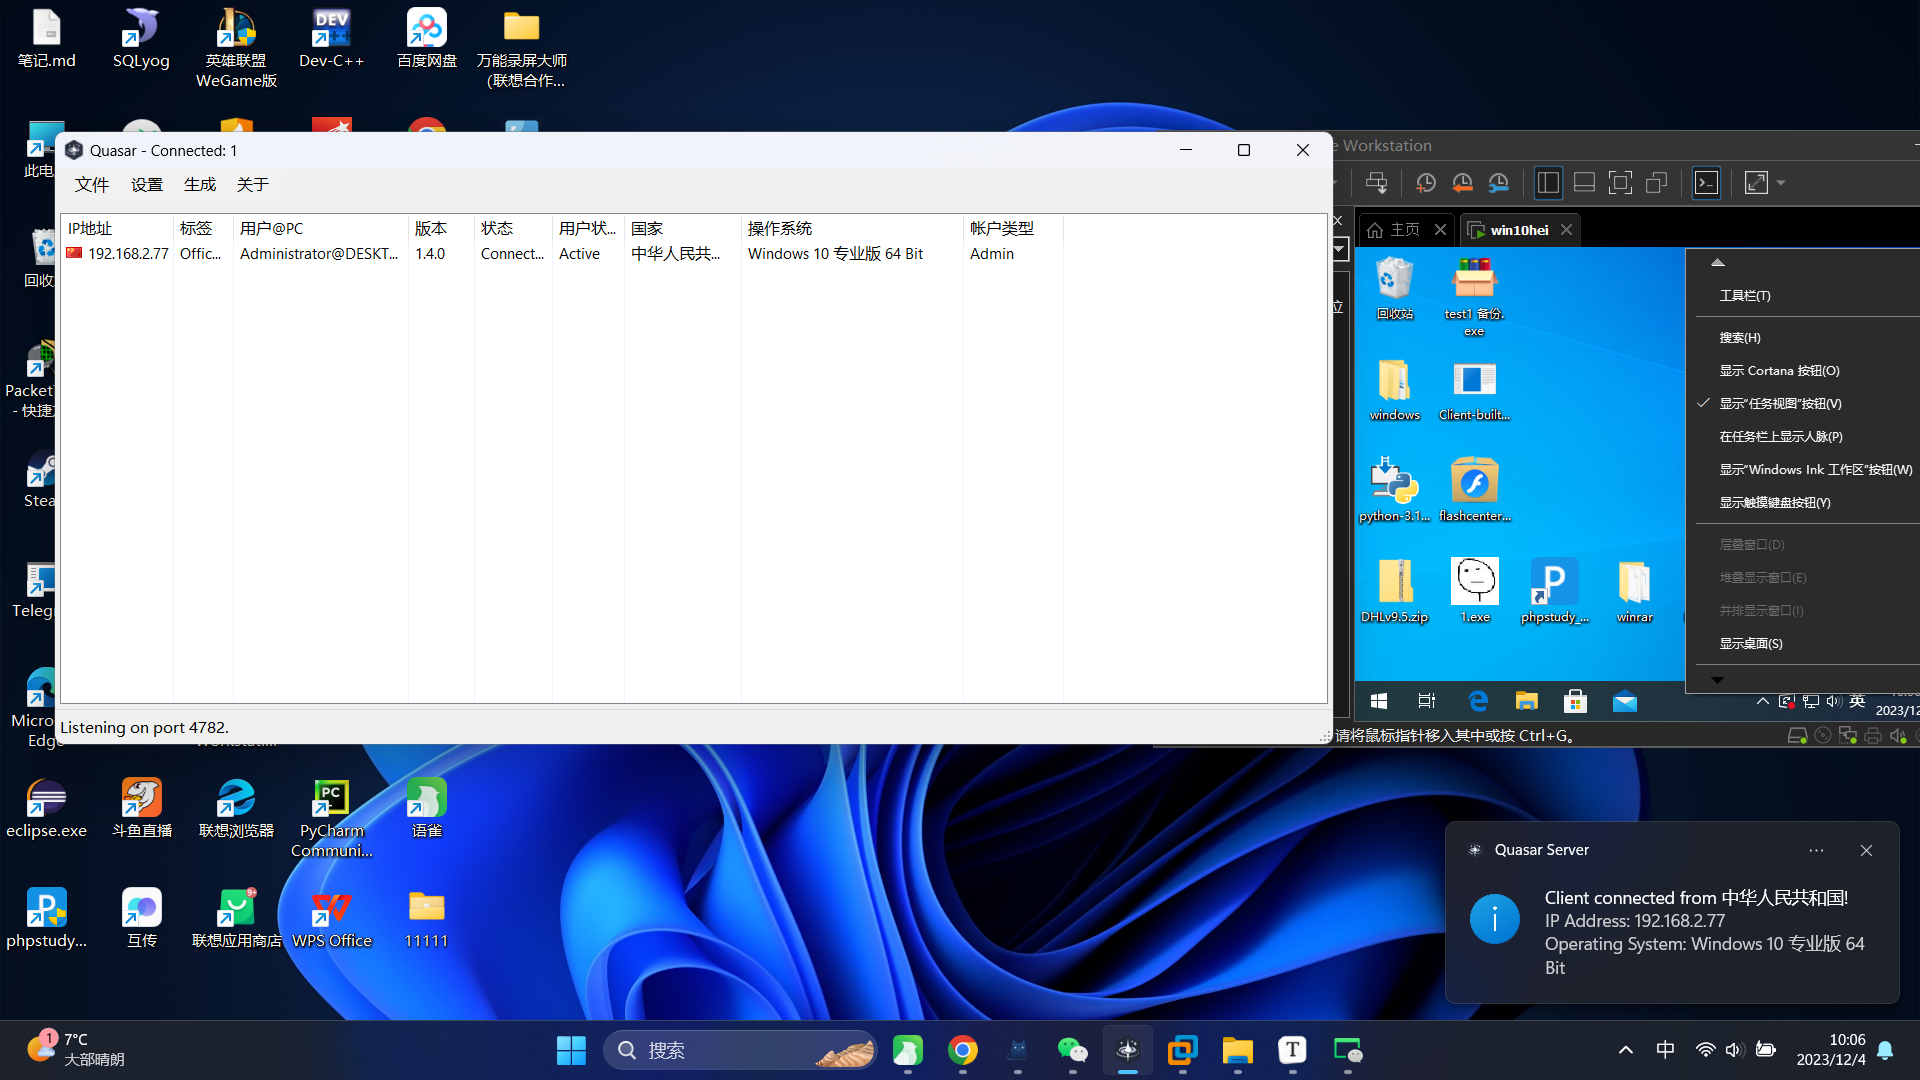 笔记.md
SQLyog
英雄联盟
WeGame版
DEV
Dev-C++
百度网盘
万能录屏大师
(联想合作...
此电
回收
Packet
- 快捷
Stea
Teleg
Micro
Edge
Quasar - Connected: 1
文件
设置
生成
关于
IP地址
标签
用户@PC
版本
状态
用户状...
国家
操作系统
帐户类型
192.168.2.77
Offic...
Administrator@DESKT...
1.4.0
Connect...
Active
中华人民共...
Windows 10 专业版 64 Bit
Admin
Listening on port 4782.
e Workstation
主页
win10hei
位
回收站
test1 备份.
exe
windows
Client-built...
python-3.1...
flashcenter...
DHLv9.5.zip
1.exe
phpstudy_...
winrar
工具栏(T)
搜索(H)
显示 Cortana 按钮(O)
显示“任务视图”按钮(V)
在任务栏上显示人脉(P)
显示“Windows Ink 工作区”按钮(W)
显示触摸键盘按钮(Y)
层叠窗口(D)
堆叠显示窗口(E)
并排显示窗口(I)
显示桌面(S)
英
2023/12
请将鼠标指针移入其中或按 Ctrl+G。
eclipse.exe
斗鱼直播
联想浏览器
PC
PyCharm
Communi...
语雀
phpstudy...
互传
9+
联想应用商店
WPS Office
11111
Quasar Server
Client connected from 中华人民共和国!
IP Address: 192.168.2.77
Operating System: Windows 10 专业版 64
Bit
1
7°C
大部晴朗
搜索
T
中
10:06
2023/12/4